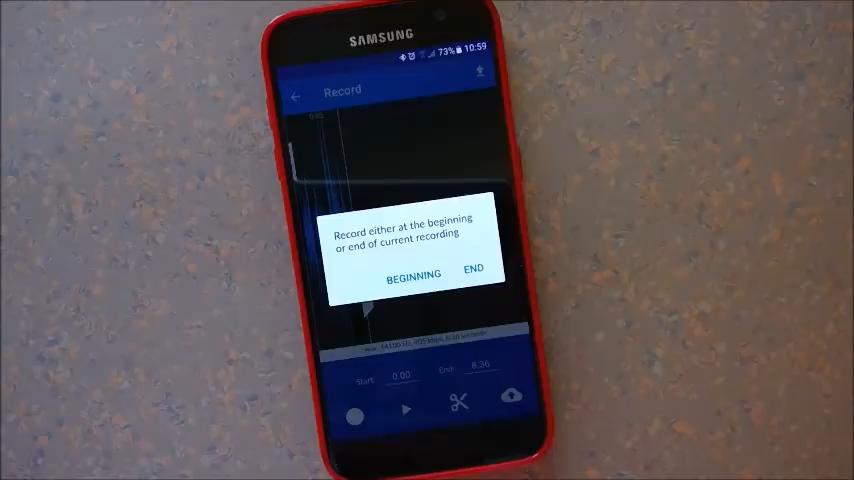 SAMSUNG
73% 10:59
Record
Record either at the beginning
or end of current recording
BEGINNING
END
Start: 0.00 End: 8.36